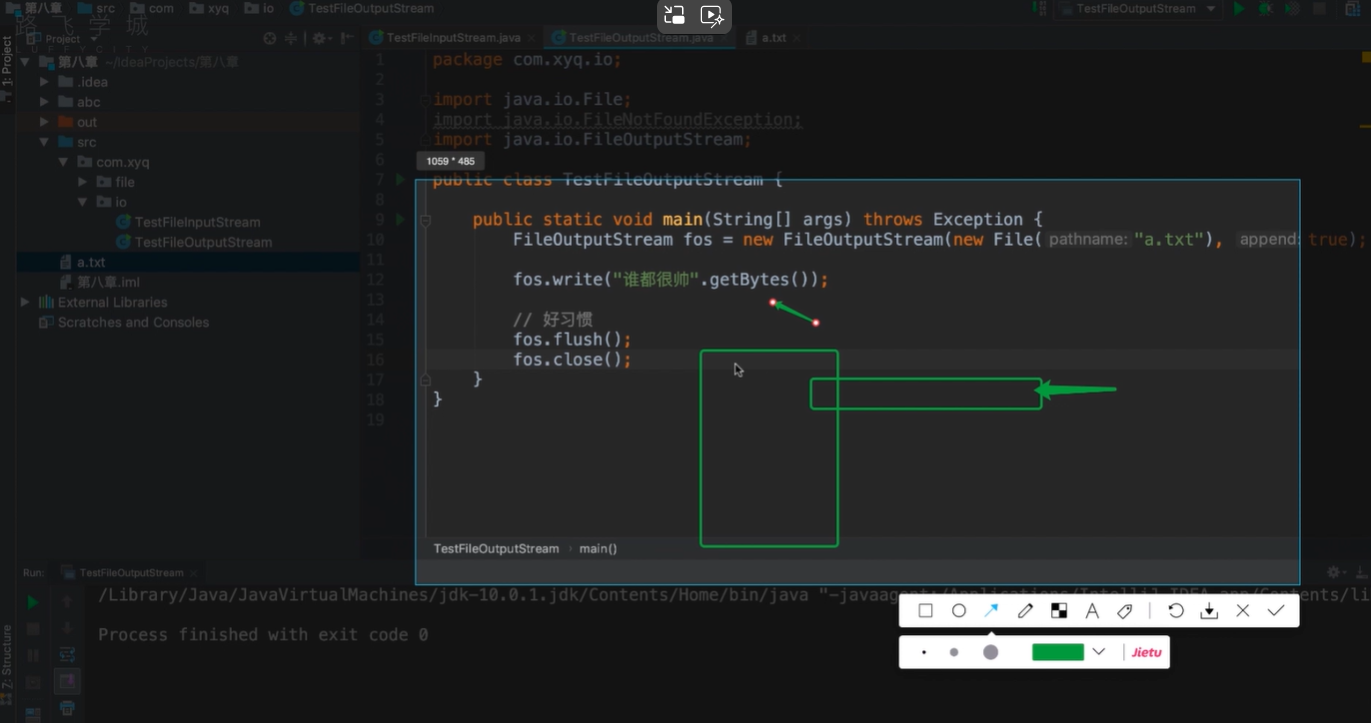 第八章 src com xyq io TestFileOutputStream
TestFileOutputStream
路飞学城
LUFFYCITY
Project
TestFileInputStream.java
TestFileOutputStream.java
a.txt
1: Project
第八章 ~/IdeaProjects/第八章
.idea
abc
out
src
com.xyq
file
io
TestFileInputStream
TestFileOutputStream
a.txt
第八章.iml
External Libraries
Scratches and Consoles
1 package com.xyq.io;
2
3 import java.io.File;
4 import java.io.FileNotFoundException;
5 import java.io.FileOutputStream;
6
1059 * 485
7 public class TestFileOutputStream {
8
9 public static void main(String[] args) throws Exception {
10 FileOutputStream fos = new FileOutputStream(new File( pathname: "a.txt"), append: true);
11
12 fos.write("谁都很帅".getBytes());
13
14 // 好习惯
15 fos.flush();
16 fos.close();
17 }
18 }
19
TestFileOutputStream › main()
Run: TestFileOutputStream
/Library/Java/JavaVirtualMachines/jdk-10.0.1.jdk/Contents/Home/bin/java "-javaagent:/Applications/IntelliJ IDEA.app/Contents/li
Process finished with exit code 0
A
Jietu
7: Structure